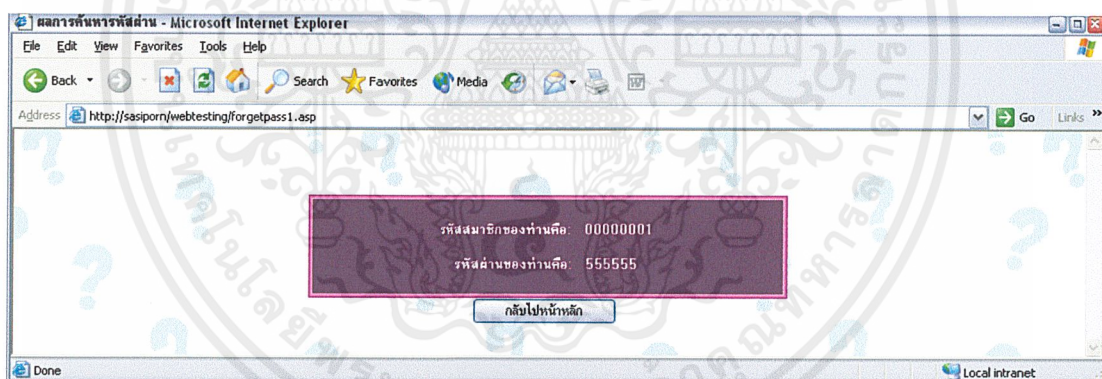 ผลการค้นหารหัสผ่าน - Microsoft Internet Explorer
File Edit View Favorites Tools Help
Back Search Favorites Media
Address http://sasiporn/webtesting/forgetpass1.asp Go Links »
รหัสสมาชิกของท่านคือ: 00000001
รหัสผ่านของท่านคือ: 555555
กลับไปหน้าหลัก
Done Local intranet